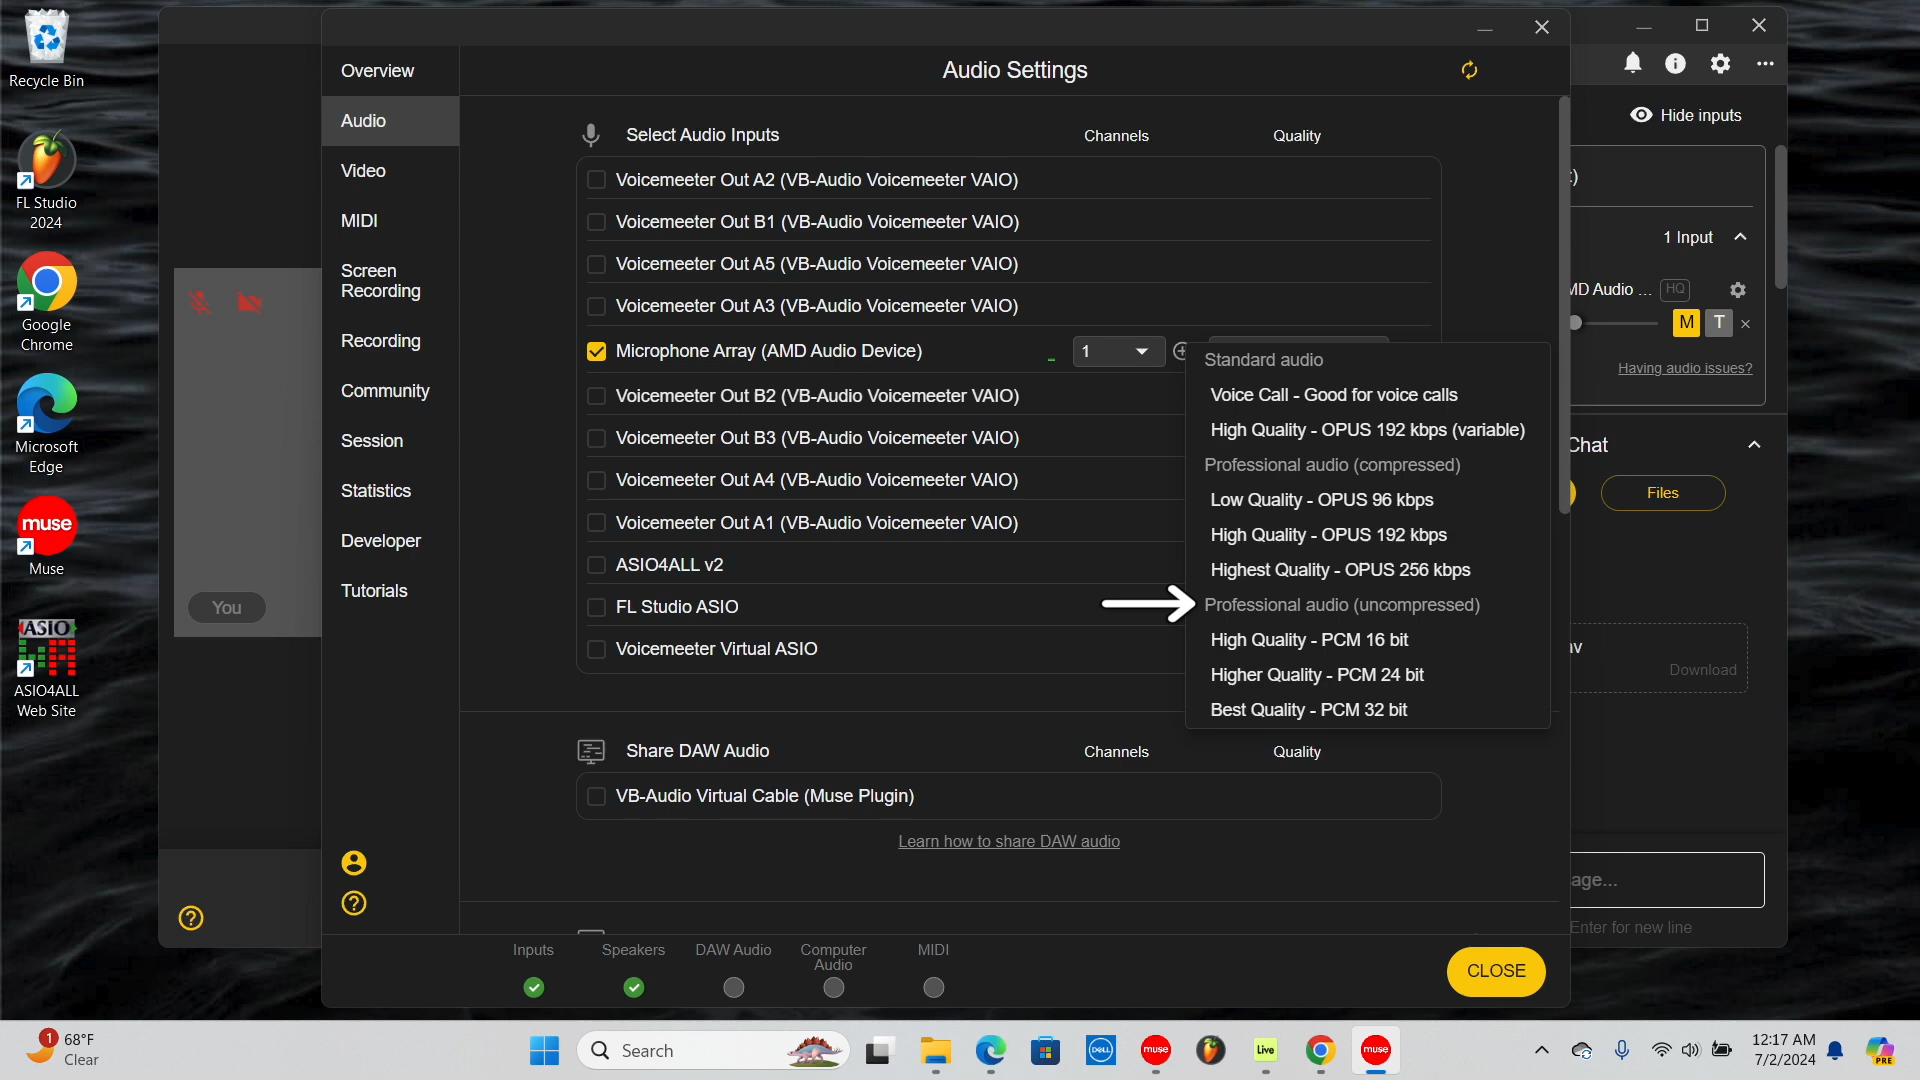 Recycle Bin
FL Studio
2024
Google
Chrome
Microsoft
Edge
muse
Muse
ASIO
ASIO4ALL
Web Site
You
Overview
Audio
Video
MIDI
Screen
Recording
Recording
Community
Session
Statistics
Developer
Tutorials
Audio Settings
Select Audio Inputs
Channels
Quality
Voicemeeter Out A2 (VB-Audio Voicemeeter VAIO)
Voicemeeter Out B1 (VB-Audio Voicemeeter VAIO)
Voicemeeter Out A5 (VB-Audio Voicemeeter VAIO)
Voicemeeter Out A3 (VB-Audio Voicemeeter VAIO)
Microphone Array (AMD Audio Device)
1
Voicemeeter Out B2 (VB-Audio Voicemeeter VAIO)
Voicemeeter Out B3 (VB-Audio Voicemeeter VAIO)
Voicemeeter Out A4 (VB-Audio Voicemeeter VAIO)
Voicemeeter Out A1 (VB-Audio Voicemeeter VAIO)
ASIO4ALL v2
FL Studio ASIO
Voicemeeter Virtual ASIO
Standard audio
Voice Call - Good for voice calls
High Quality - OPUS 192 kbps (variable)
Professional audio (compressed)
Low Quality - OPUS 96 kbps
High Quality - OPUS 192 kbps
Highest Quality - OPUS 256 kbps
Professional audio (uncompressed)
High Quality - PCM 16 bit
Higher Quality - PCM 24 bit
Best Quality - PCM 32 bit
Share DAW Audio
Channels
Quality
VB-Audio Virtual Cable (Muse Plugin)
Learn how to share DAW audio
Inputs
Speakers
DAW Audio
Computer
Audio
MIDI
CLOSE
Hide inputs
1 Input
MD Audio ...
HQ
M
T
Having audio issues?
Chat
Files
av
Download
age...
Enter for new line
1
68°F
Clear
Search
DELL
muse
Live
muse
12:17 AM
7/2/2024
PRE